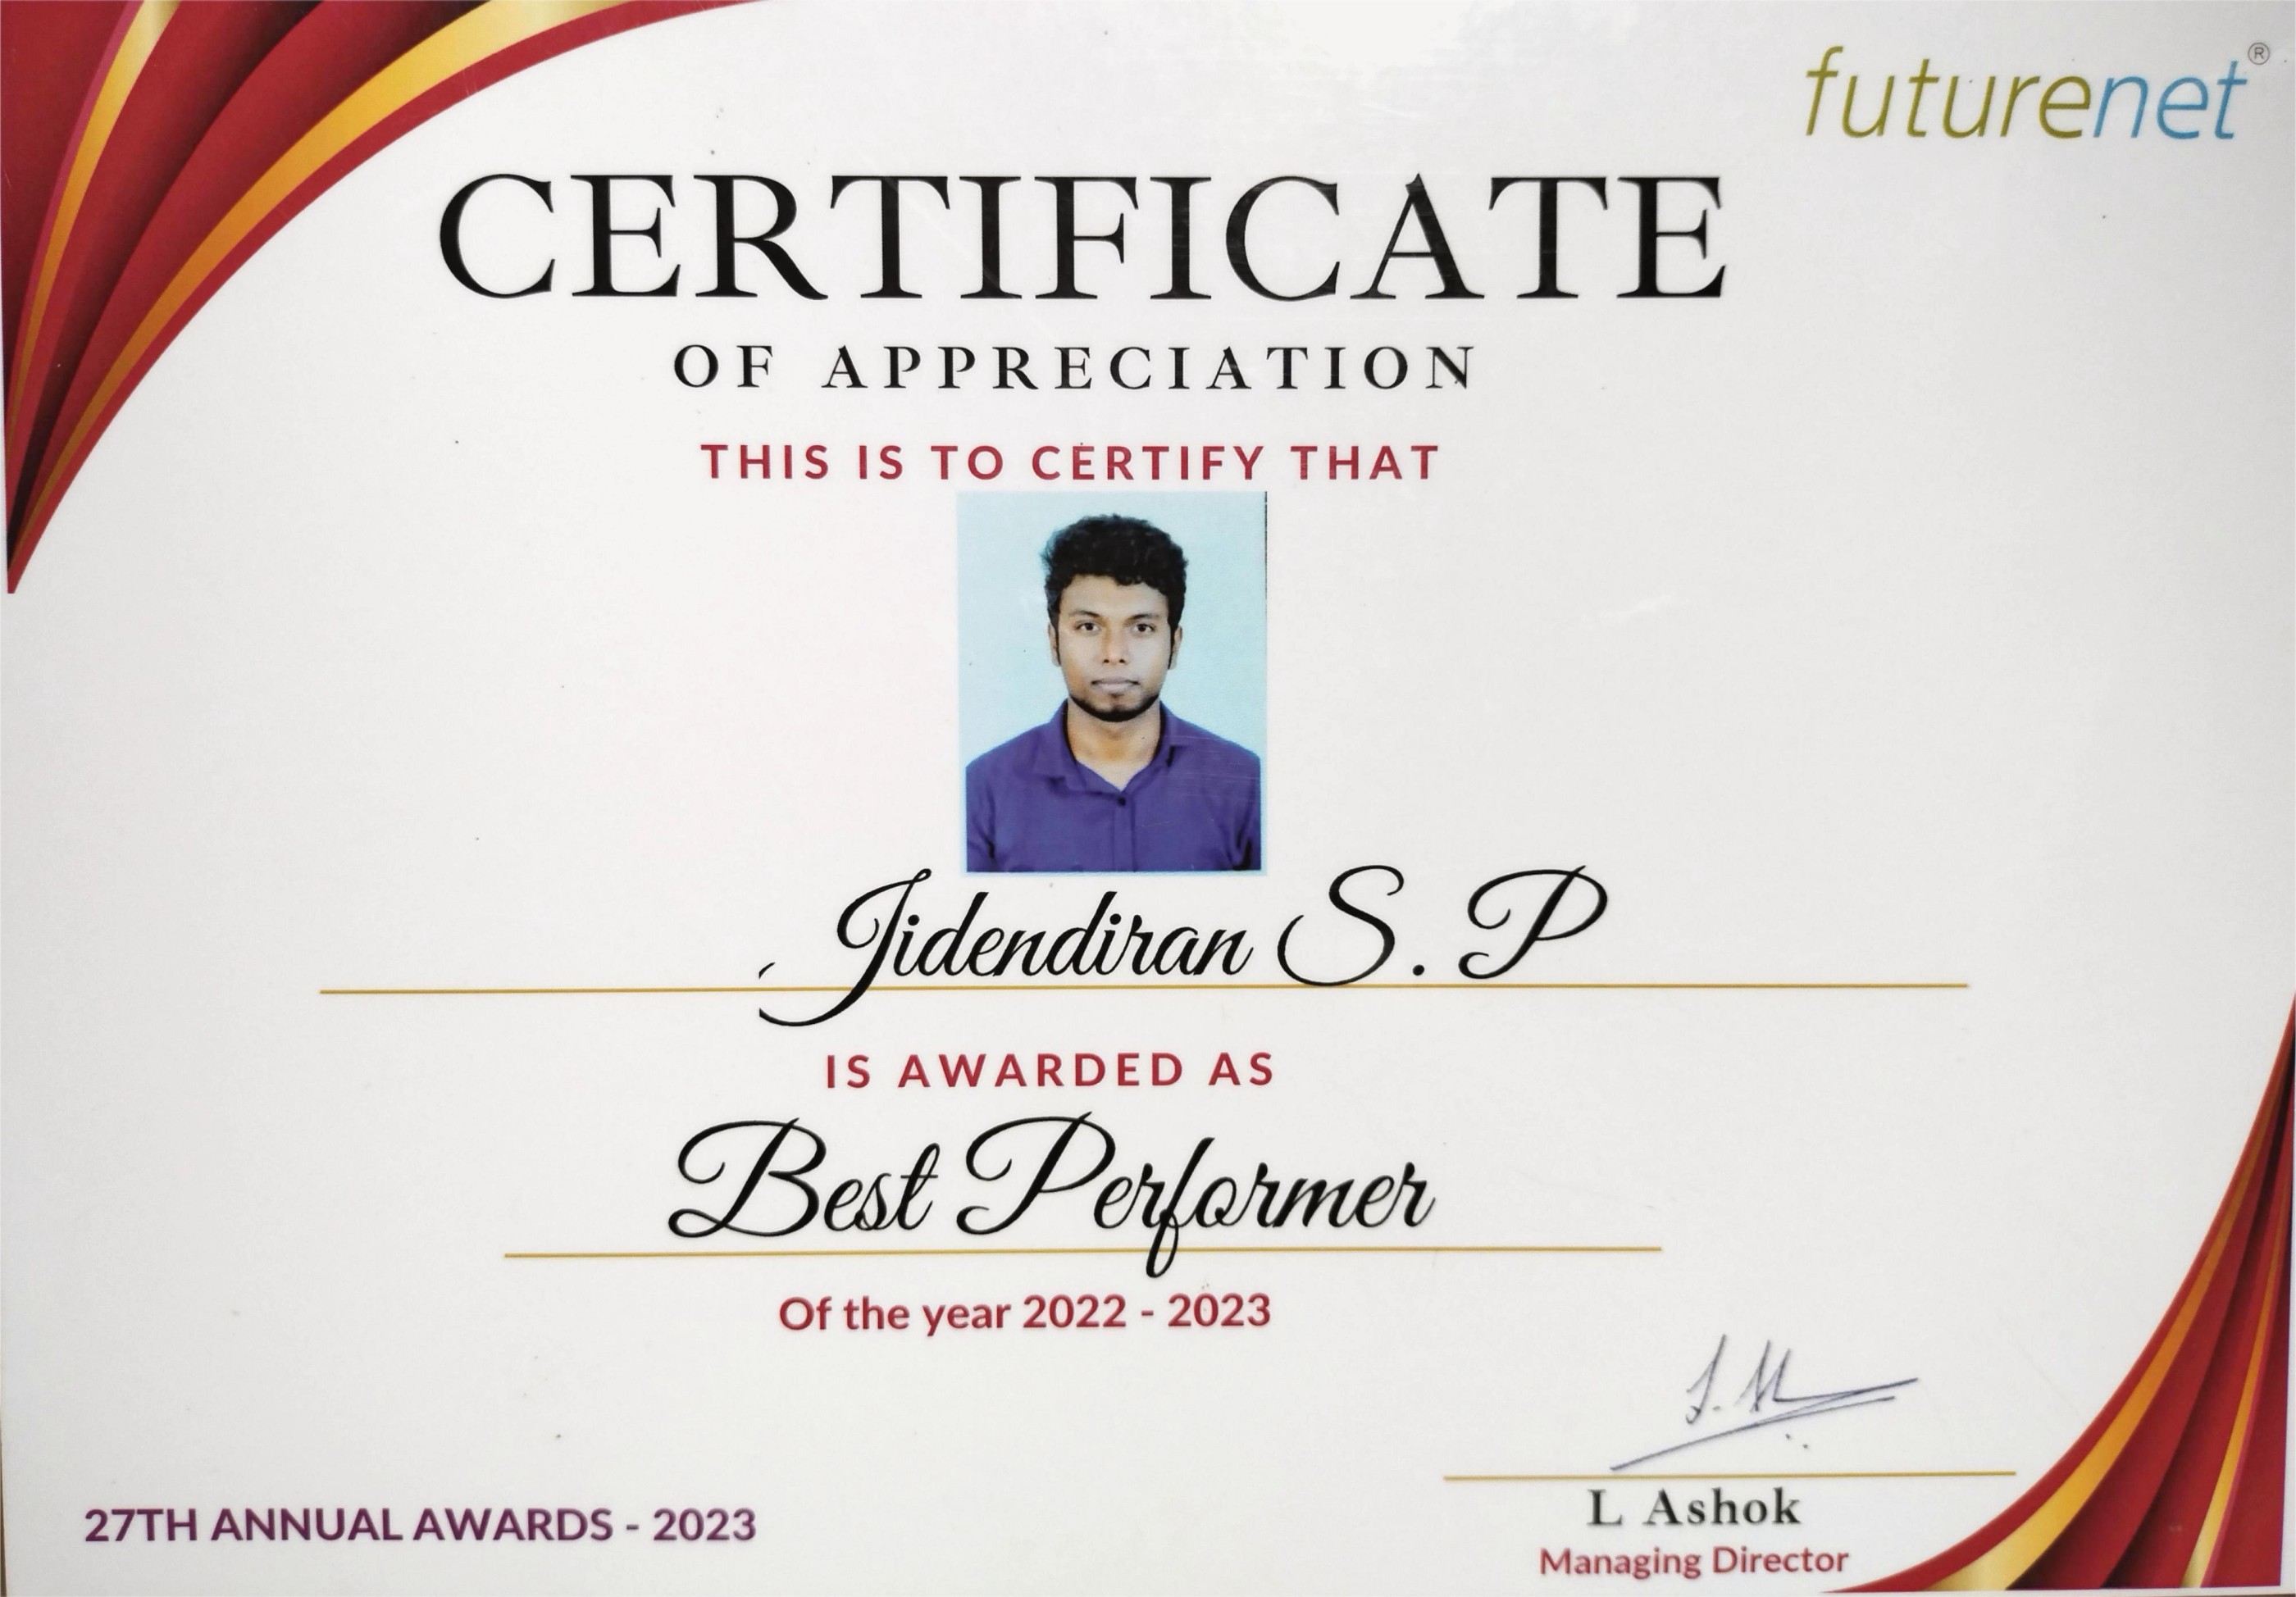 futurenet®
CERTIFICATE
OF APPRECIATION
THIS IS TO CERTIFY THAT
Jidendiran S. P
IS AWARDED AS
Best Performer
Of the year 2022 - 2023
27TH ANNUAL AWARDS - 2023
L Ashok
Managing Director